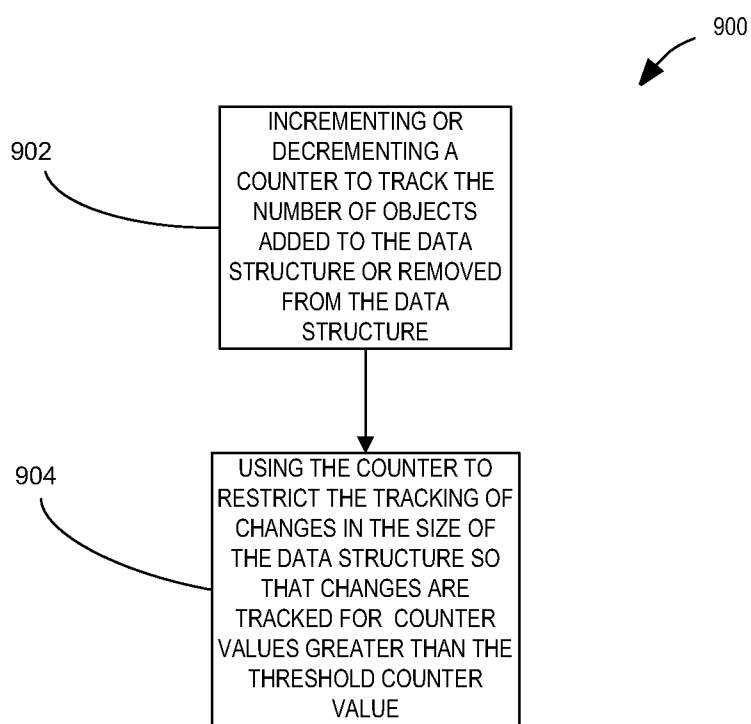 900
902
INCREMENTING OR
DECREMENTING A
COUNTER TO TRACK THE
NUMBER OF OBJECTS
ADDED TO THE DATA
STRUCTURE OR REMOVED
FROM THE DATA
STRUCTURE
904
USING THE COUNTER TO
RESTRICT THE TRACKING OF
CHANGES IN THE SIZE OF
THE DATA STRUCTURE SO
THAT CHANGES ARE
TRACKED FOR COUNTER
VALUES GREATER THAN THE
THRESHOLD COUNTER
VALUE